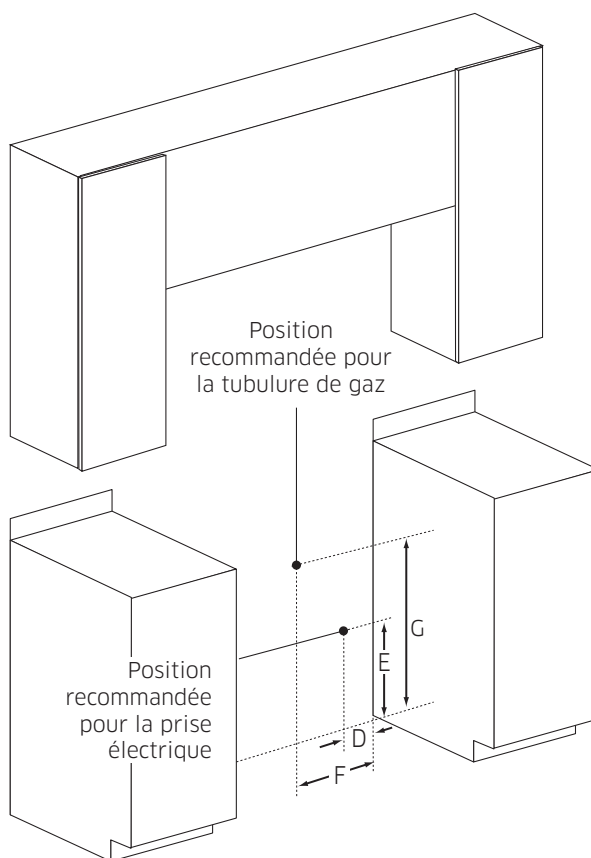 Position
recommandée pour
la tubulure de gaz
G
E
Position
recommandée
pour la prise
électrique
D
F